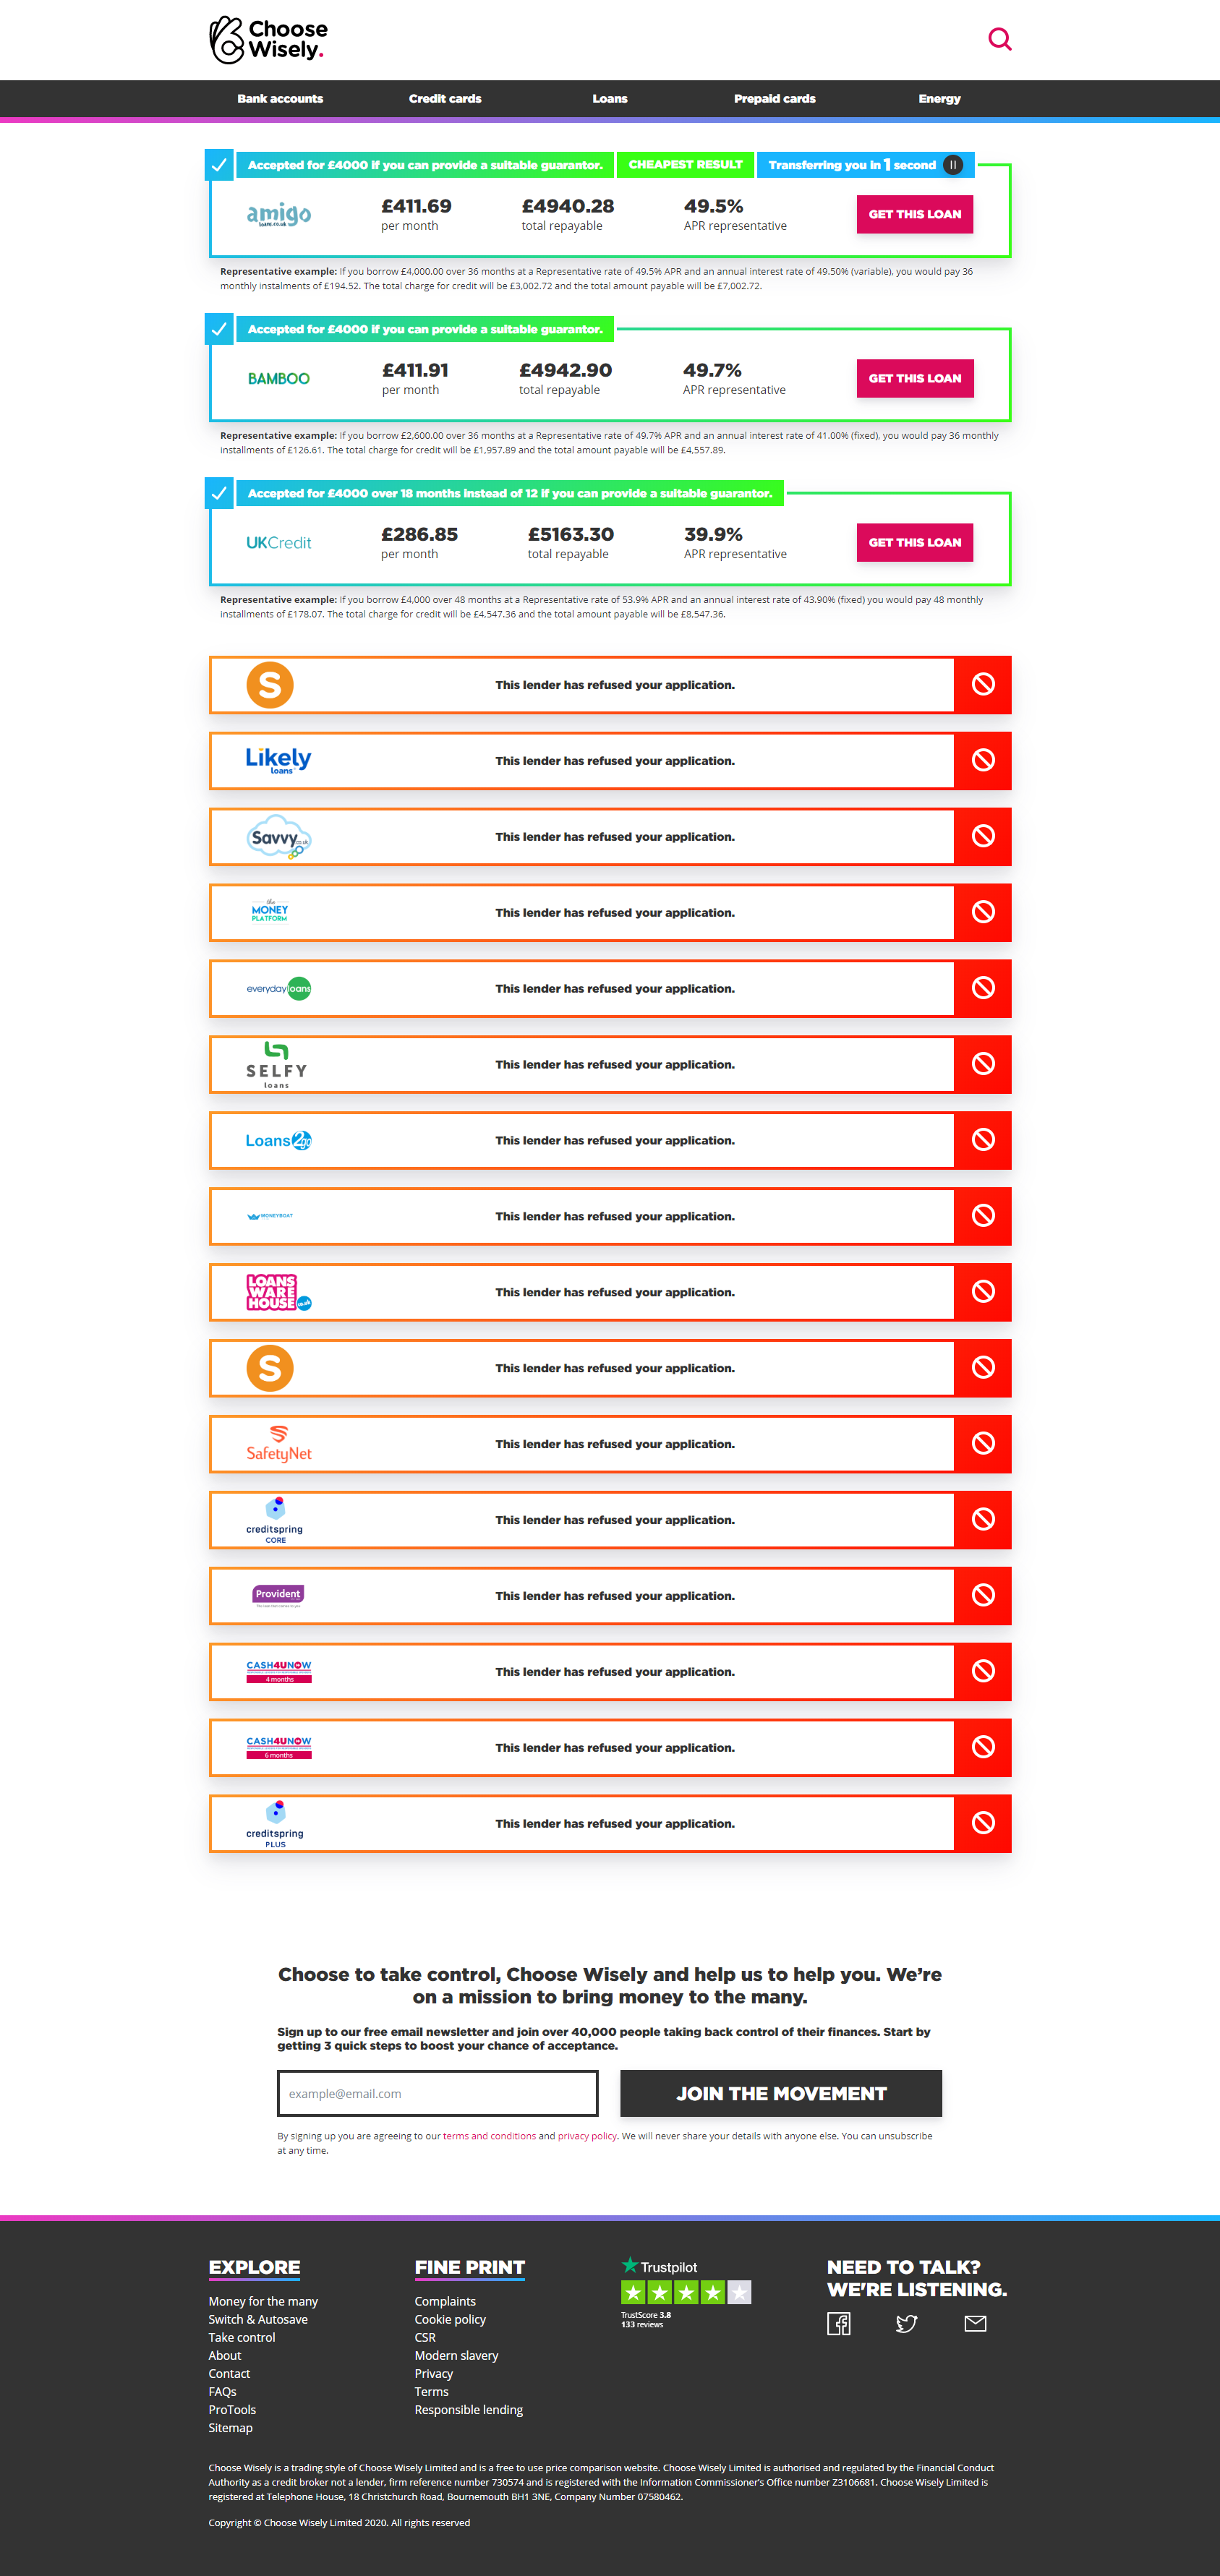 Choose
Wisely.
Bank accounts
Credit cards
Loans
Prepaid cards
Energy
Accepted for £4000 if you can provide a suitable guarantor.
CHEAPEST RESULT
Transferring you in 1 second
amigo
loans.co.uk
£411.69
per month
£4940.28
total repayable
49.5%
APR representative
GET THIS LOAN
Representative example: If you borrow £4,000.00 over 36 months at a Representative rate of 49.5% APR and an annual interest rate of 49.50% (variable), you would pay 36
monthly instalments of £194.52. The total charge for credit will be £3,002.72 and the total amount payable will be £7,002.72.
Accepted for £4000 if you can provide a suitable guarantor.
BAMBOO
£411.91
per month
£4942.90
total repayable
49.7%
APR representative
GET THIS LOAN
Representative example: If you borrow £2,600.00 over 36 months at a Representative rate of 49.7% APR and an annual interest rate of 41.00% (fixed), you would pay 36 monthly
installments of £126.61. The total charge for credit will be £1,957.89 and the total amount payable will be £4,557.89.
Accepted for £4000 over 18 months instead of 12 if you can provide a suitable guarantor.
UKCredit
£286.85
per month
£5163.30
total repayable
39.9%
APR representative
GET THIS LOAN
Representative example: If you borrow £4,000 over 48 months at a Representative rate of 53.9% APR and an annual interest rate of 43.90% (fixed) you would pay 48 monthly
installments of £178.07. The total charge for credit will be £4,547.36 and the total amount payable will be £8,547.36.
S
This lender has refused your application.
Likely
loans
This lender has refused your application.
Savvy.co.uk
This lender has refused your application.
the
MONEY
PLATFORM
This lender has refused your application.
everydayloans
This lender has refused your application.
SELFY
loans
This lender has refused your application.
Loans2go
This lender has refused your application.
MONEYBOAT
This lender has refused your application.
LOANS
WARE
HOUSE.co.uk
This lender has refused your application.
S
This lender has refused your application.
SafetyNet
This lender has refused your application.
creditspring
CORE
This lender has refused your application.
Provident
This lender has refused your application.
CASH4UNOW
4 months
This lender has refused your application.
CASH4UNOW
6 months
This lender has refused your application.
creditspring
PLUS
This lender has refused your application.
Choose to take control, Choose Wisely and help us to help you. We’re
on a mission to bring money to the many.
Sign up to our free email newsletter and join over 40,000 people taking back control of their finances. Start by
getting 3 quick steps to boost your chance of acceptance.
example@email.com
JOIN THE MOVEMENT
By signing up you are agreeing to our terms and conditions and privacy policy. We will never share your details with anyone else. You can unsubscribe
at any time.
EXPLORE
Money for the many
Switch & Autosave
Take control
About
Contact
FAQs
ProTools
Sitemap
FINE PRINT
Complaints
Cookie policy
CSR
Modern slavery
Privacy
Terms
Responsible lending
Trustpilot
TrustScore 3.8
133 reviews
NEED TO TALK?
WE'RE LISTENING.
Choose Wisely is a trading style of Choose Wisely Limited and is a free to use price comparison website. Choose Wisely Limited is authorised and regulated by the Financial Conduct
Authority as a credit broker not a lender, firm reference number 730574 and is registered with the Information Commissioner's Office number Z3106681. Choose Wisely Limited is
registered at Telephone House, 18 Christchurch Road, Bournemouth BH1 3NE, Company Number 07580462.
Copyright © Choose Wisely Limited 2020. All rights reserved